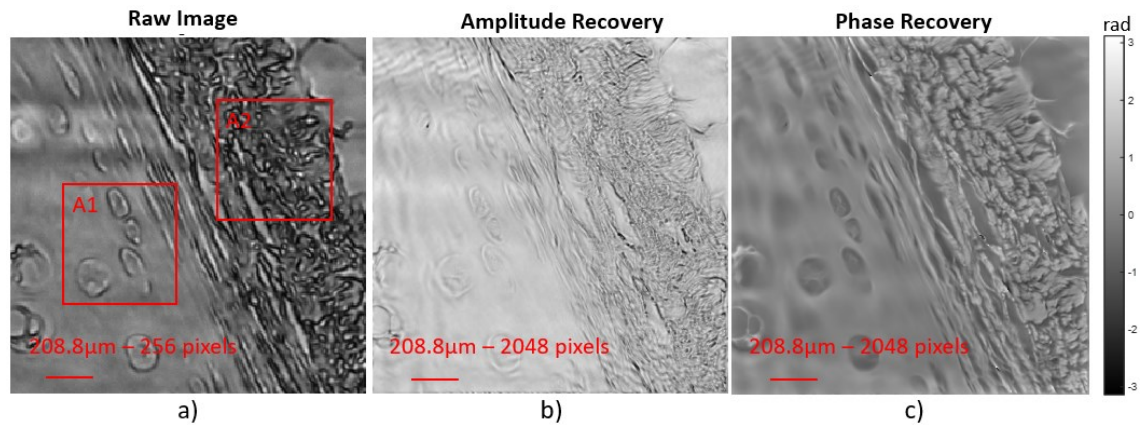 Raw Image
Amplitude Recovery
Phase Recovery
rad
3
2
1
0
-1
-2
-3
A1
A2
208.8µm – 256 pixels
208.8µm – 2048 pixels
208.8µm – 2048 pixels
a)
b)
c)